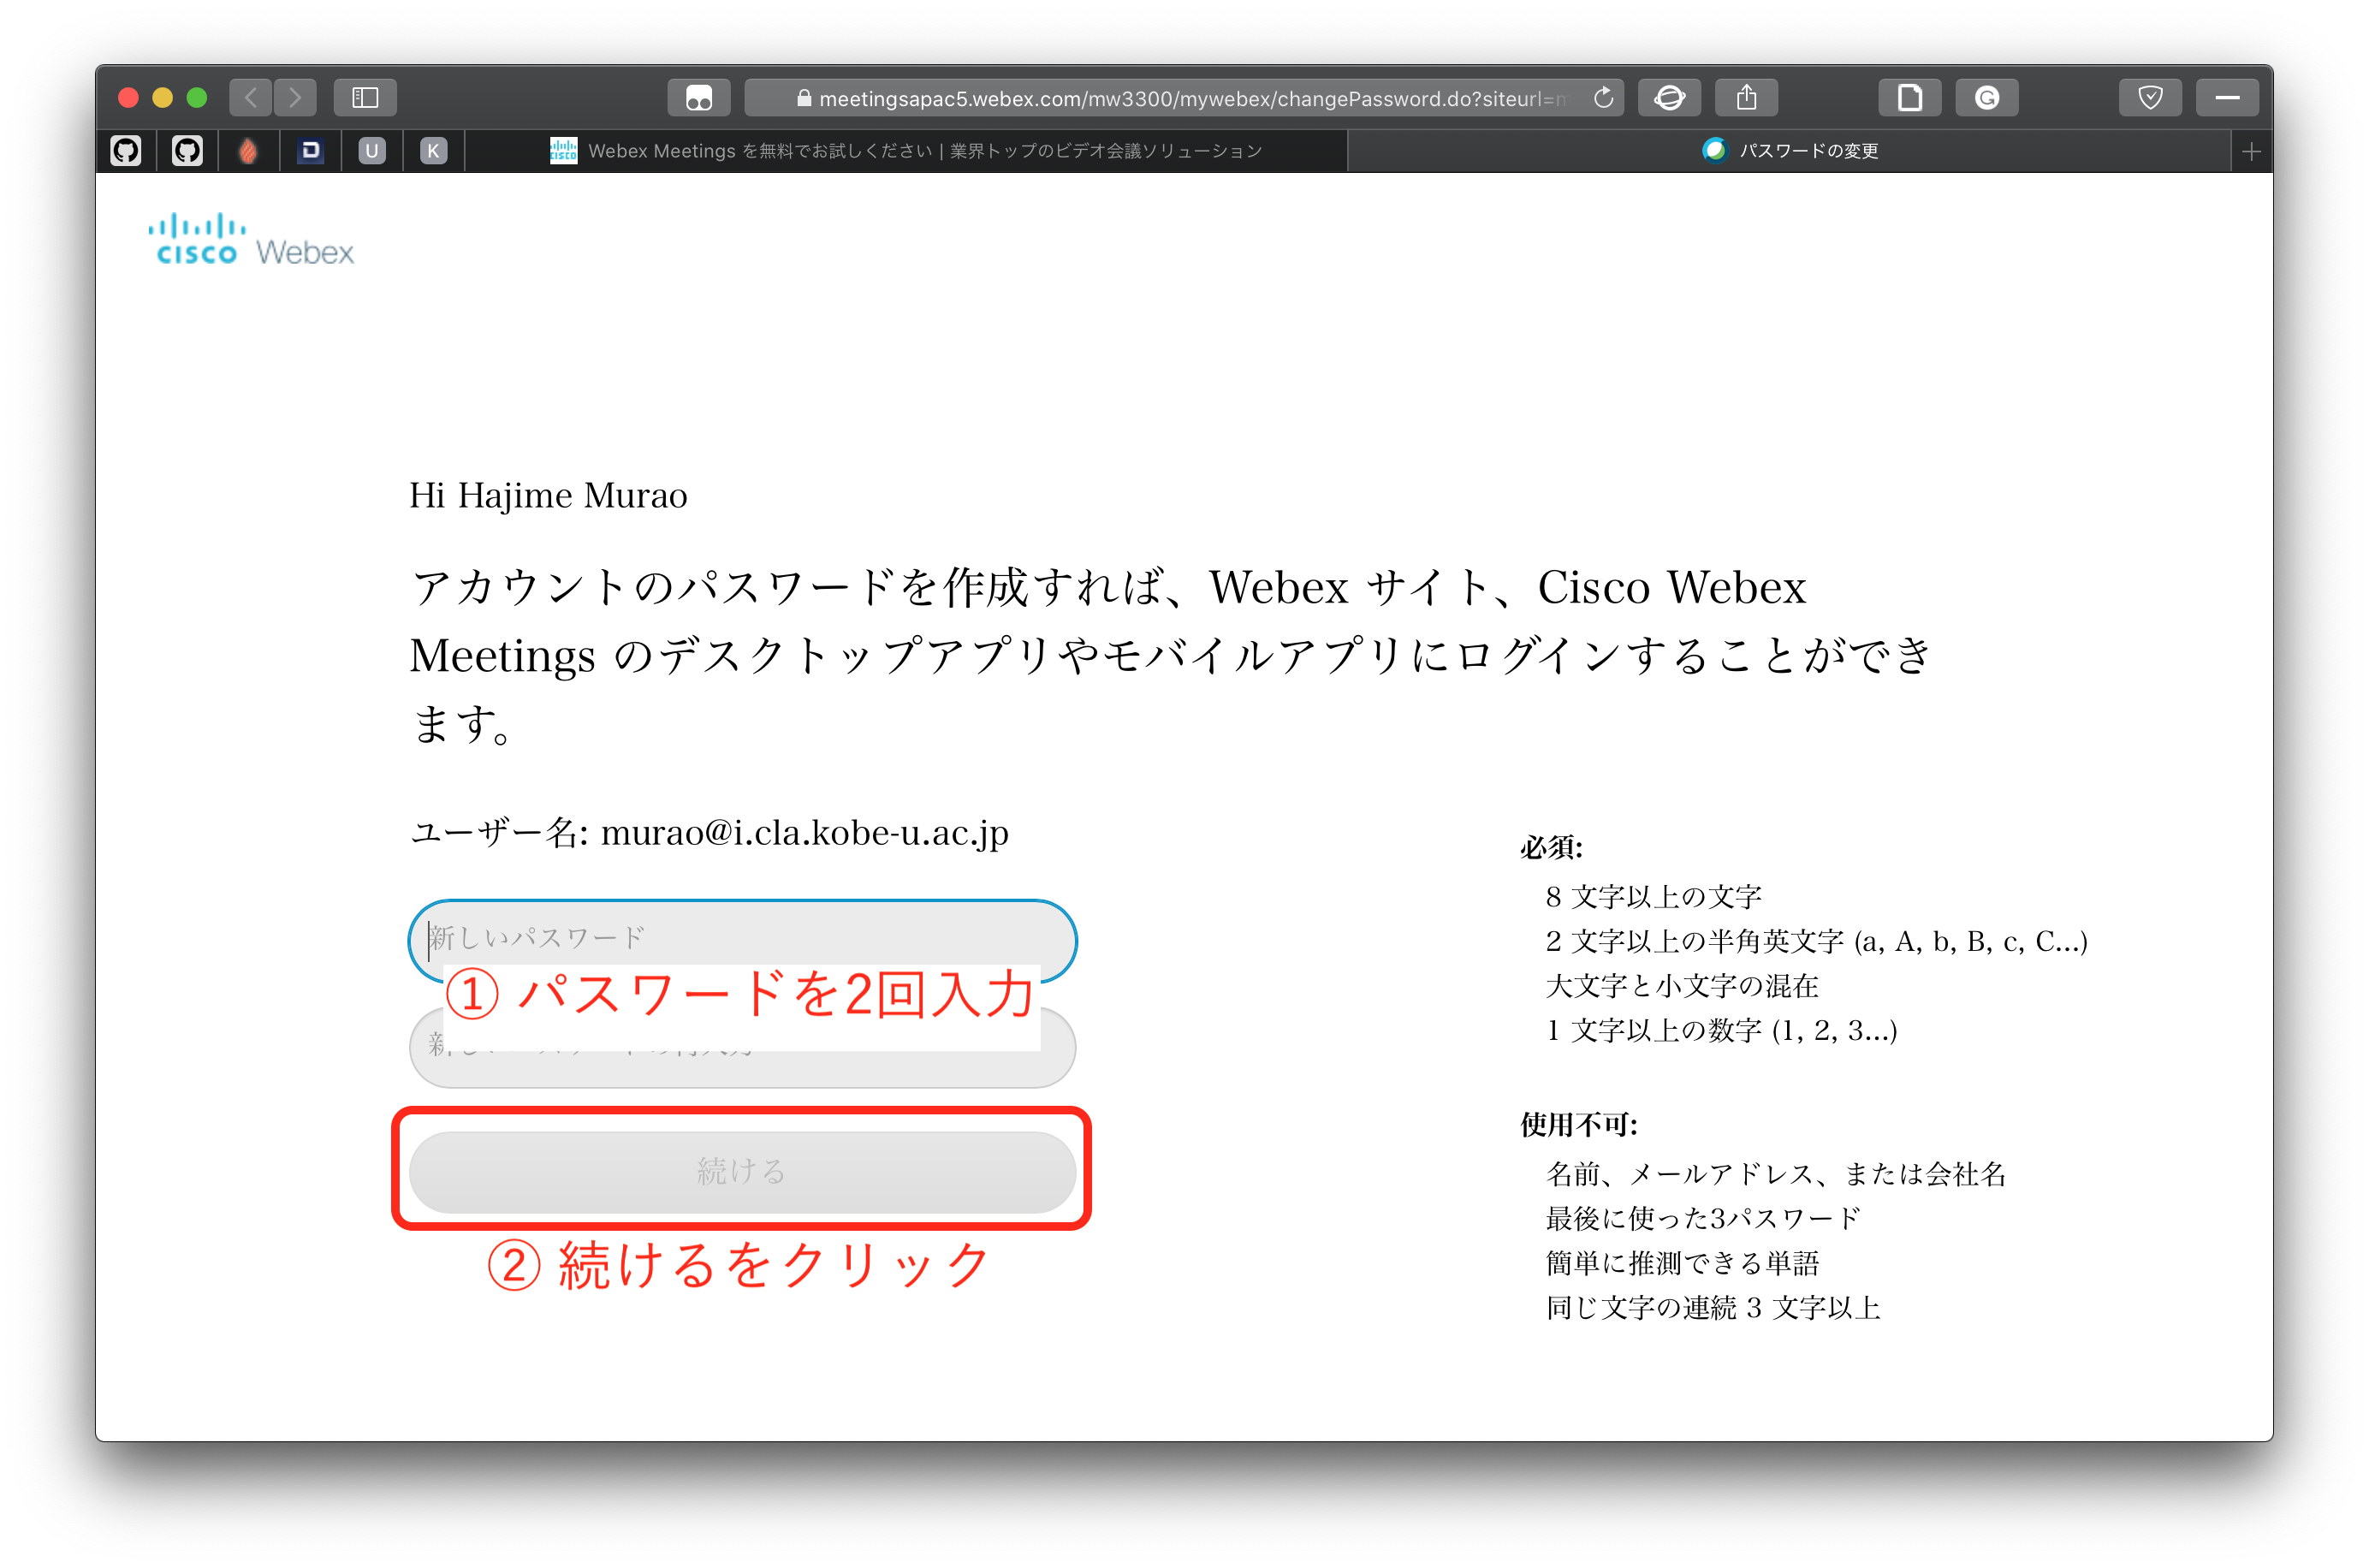 meetingsapac5.webex.com/mw3300/mywebex/changePassword.do?siteurl=
U
K
Webex Meetings を無料でお試しください | 業界トップのビデオ会議ソリューション
パスワードの変更
CISCO Webex
Hi Hajime Murao
アカウントのパスワードを作成すれば、Webex サイト、Cisco Webex
Meetings のデスクトップアプリやモバイルアプリにログインすることができ
ます。
ユーザー名: murao@i.cla.kobe-u.ac.jp
新しいパスワード
① パスワードを2回入力
続ける
② 続けるをクリック
必須:
8 文字以上の文字
2 文字以上の半角英文字 (a, A, b, B, c, C...)
大文字と小文字の混在
1 文字以上の数字 (1, 2, 3...)
使用不可:
名前、メールアドレス、または会社名
最後に使った3パスワード
簡単に推測できる単語
同じ文字の連続 3 文字以上